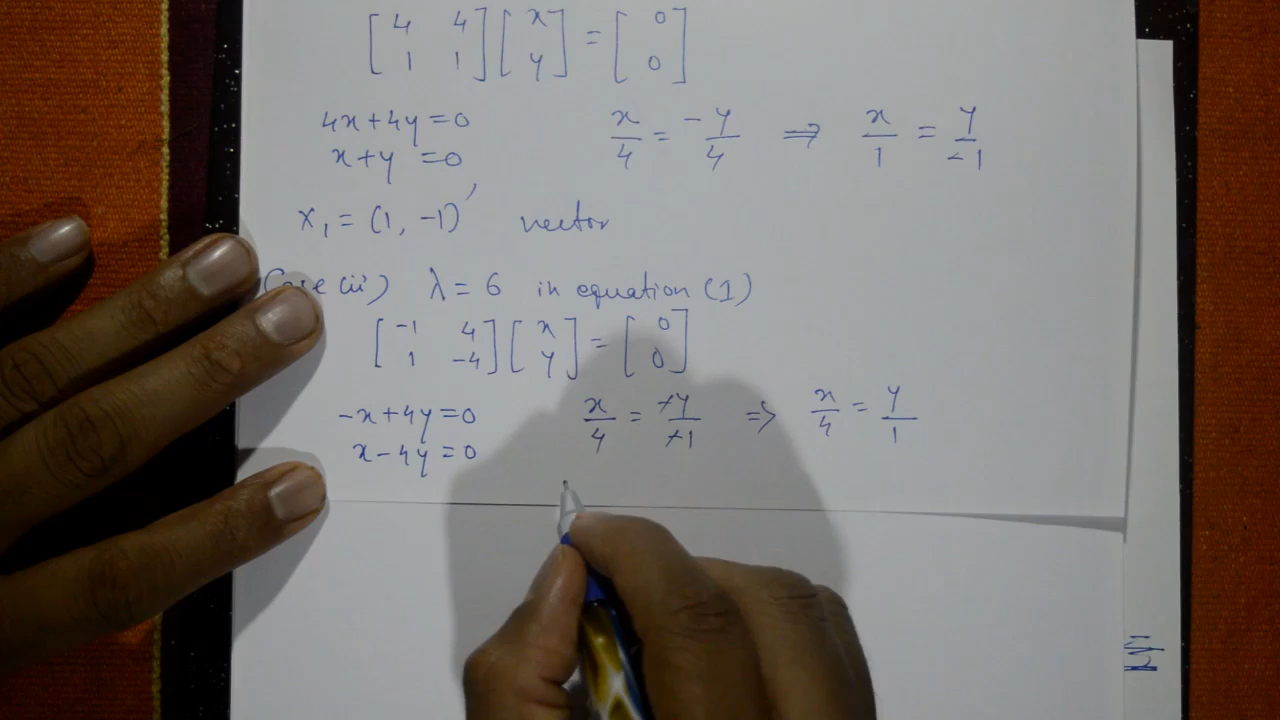 [4 4; 1 1] [x; y] = [0; 0]
4x+4y=0
x/4 = -y/4 ⇒ x/1 = y/-1
x+y =0
x₁ = (1, -1)′ vector
Case (ii) λ = 6 in equation (1)
[-1 4; 1 -4] [x; y] = [0; 0]
-x+4y=0
x/4 = -y/-1 ⇒ x/4 = y/1
x-4y=0